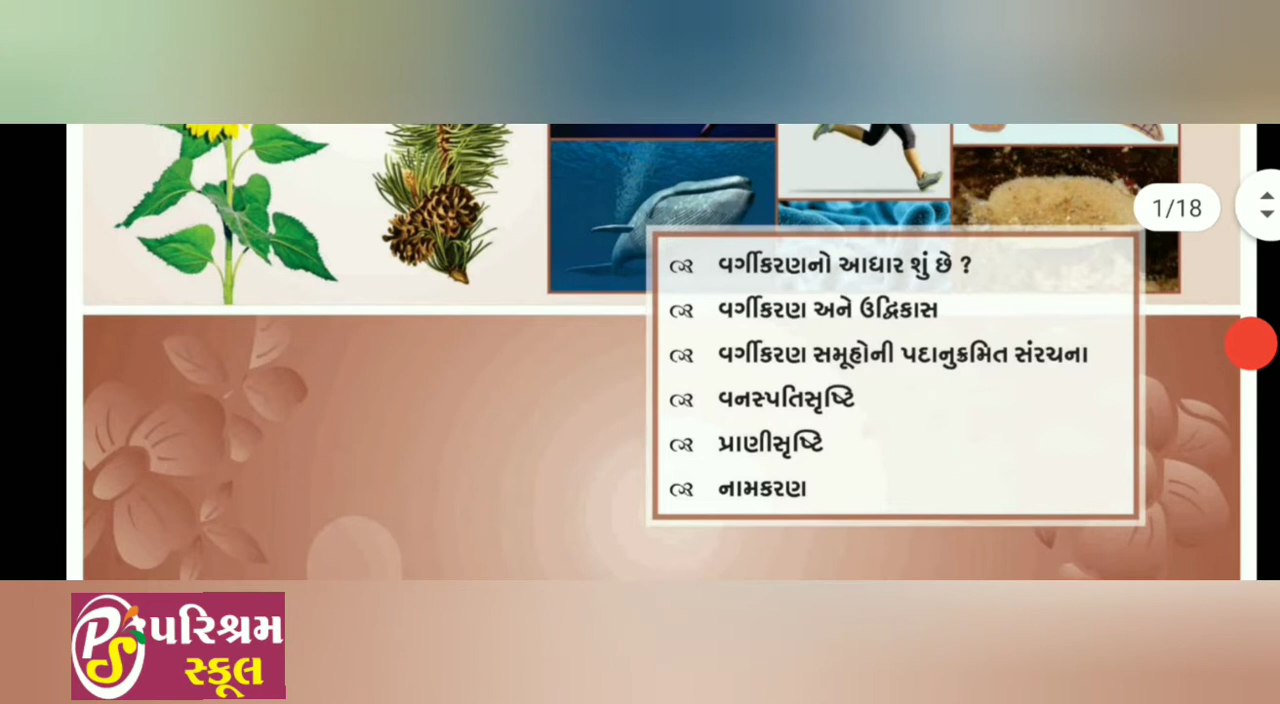 1/18
વર્ગીકરણનો આધાર શું છે ?
વર્ગીકરણ અને ઉદ્વિકાસ
વર્ગીકરણ સમૂહોની પદાનુક્રમિત સંરચના
વનસ્પતિસૃષ્ટિ
પ્રાણીસૃષ્ટિ
નામકરણ
PS પરિશ્રમ
સ્કૂલ